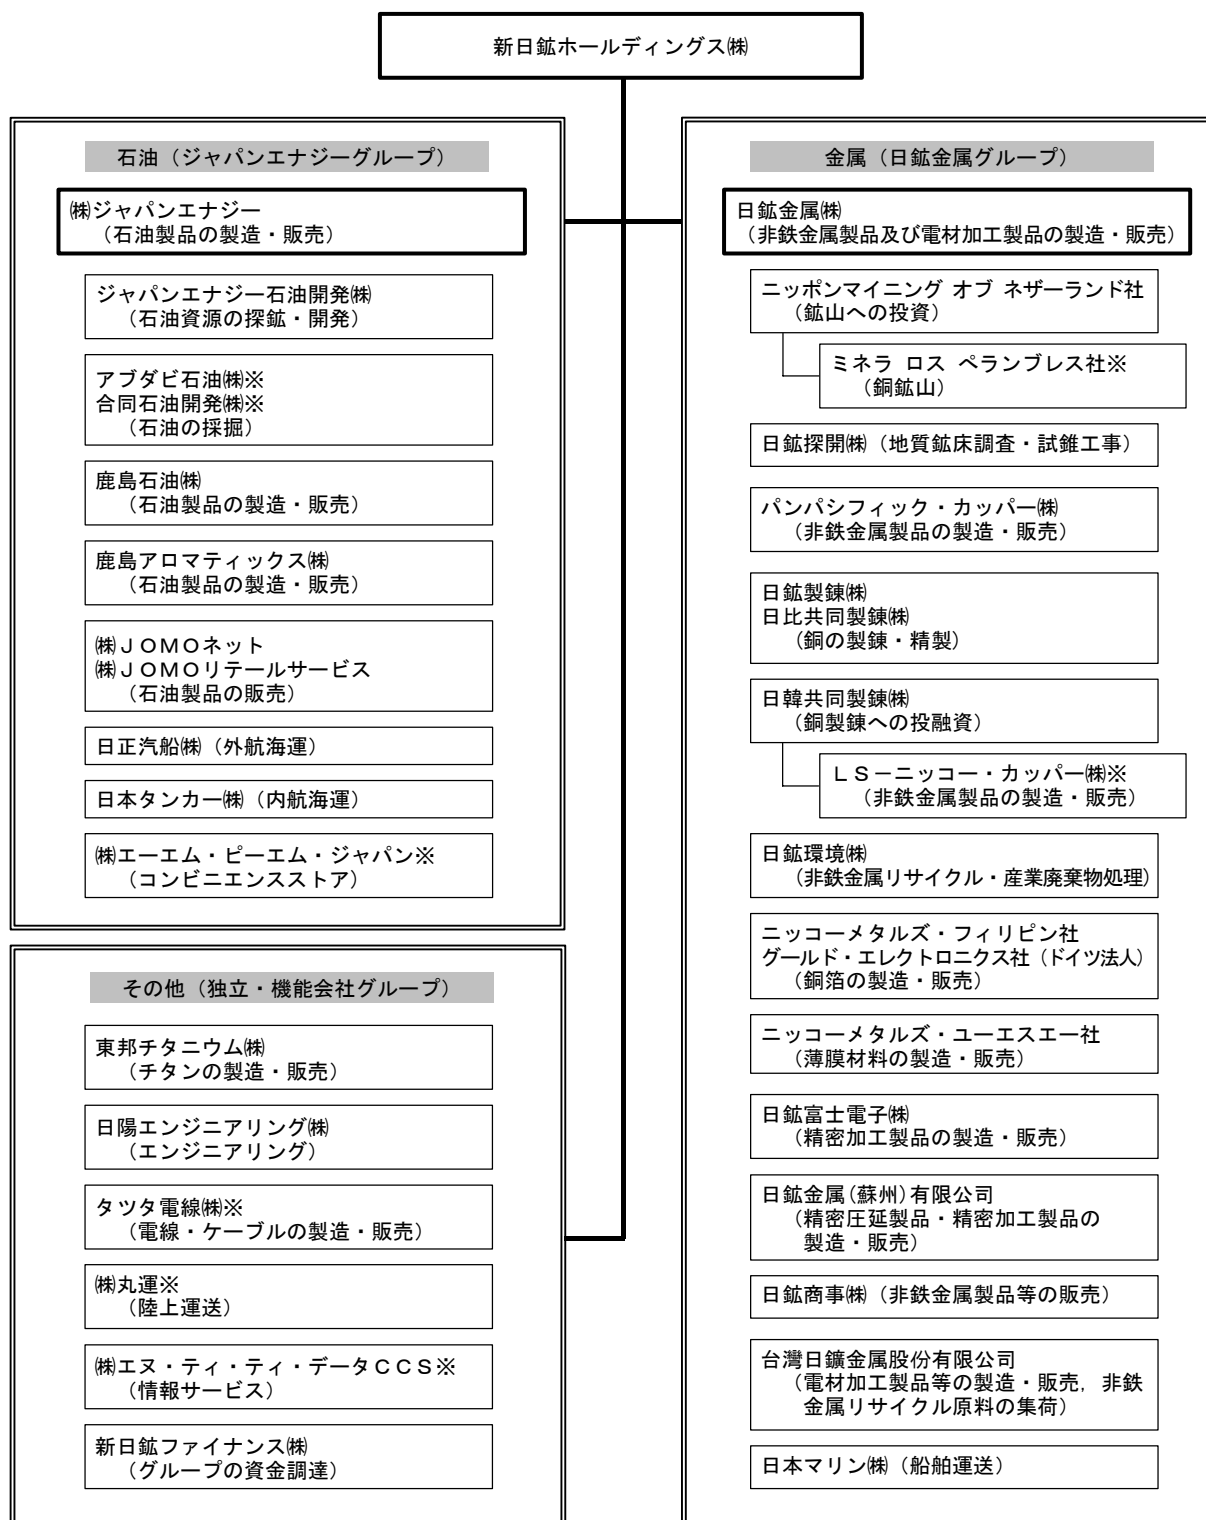 新日鉱ホールディングス㈱
石油（ジャパンエナジーグループ）
㈱ジャパンエナジー
（石油製品の製造・販売）
ジャパンエナジー石油開発㈱
（石油資源の探鉱・開発）
アブダビ石油㈱※
合同石油開発㈱※
（石油の採掘）
鹿島石油㈱
（石油製品の製造・販売）
鹿島アロマティックス㈱
（石油製品の製造・販売）
㈱ＪＯＭＯネット
㈱ＪＯＭＯリテールサービス
（石油製品の販売）
日正汽船㈱（外航海運）
日本タンカー㈱（内航海運）
㈱エーエム・ピーエム・ジャパン※
（コンビニエンスストア）
その他（独立・機能会社グループ）
東邦チタニウム㈱
（チタンの製造・販売）
日陽エンジニアリング㈱
（エンジニアリング）
タツタ電線㈱※
（電線・ケーブルの製造・販売）
㈱丸運※
（陸上運送）
㈱エヌ・ティ・ティ・データＣＣＳ※
（情報サービス）
新日鉱ファイナンス㈱
（グループの資金調達）
金属（日鉱金属グループ）
日鉱金属㈱
（非鉄金属製品及び電材加工製品の製造・販売）
ニッポンマイニング オブ ネザーランド社
（鉱山への投資）
ミネラ ロス ペランブレス社※
（銅鉱山）
日鉱探開㈱（地質鉱床調査・試錐工事）
パンパシフィック・カッパー㈱
（非鉄金属製品の製造・販売）
日鉱製錬㈱
日比共同製錬㈱
（銅の製錬・精製）
日韓共同製錬㈱
（銅製錬への投融資）
ＬＳ－ニッコー・カッパー㈱※
（非鉄金属製品の製造・販売）
日鉱環境㈱
（非鉄金属リサイクル・産業廃棄物処理）
ニッコーメタルズ・フィリピン社
グールド・エレクトロニクス社（ドイツ法人）
（銅箔の製造・販売）
ニッコーメタルズ・ユーエスエー社
（薄膜材料の製造・販売）
日鉱富士電子㈱
（精密加工製品の製造・販売）
日鉱金属（蘇州）有限公司
（精密圧延製品・精密加工製品の
製造・販売）
日鉱商事㈱（非鉄金属製品等の販売）
台灣日鑛金属股份有限公司
（電材加工製品等の製造・販売，非鉄
金属リサイクル原料の集荷）
日本マリン㈱（船舶運送）